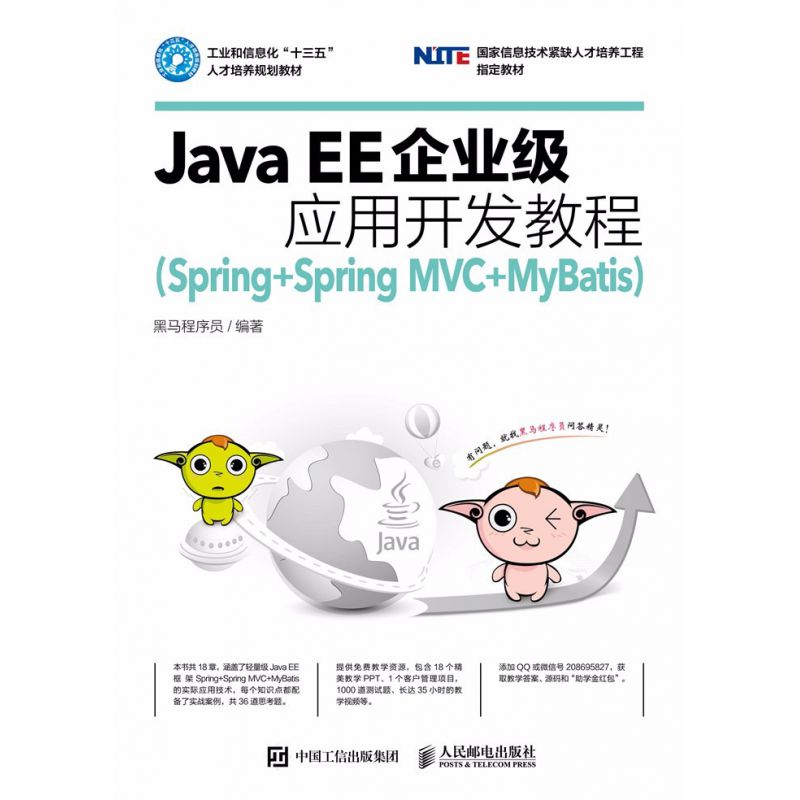 工业和信息化“十三五”
人才培养规划教材
NITE
国家信息技术紧缺人才培养工程
指定教材
Java EE 企业级
应用开发教程
(Spring+Spring MVC+MyBatis)
黑马程序员 / 编著
有问题，就找黑马程序员问答精灵！
Java
本书共 18 章，涵盖了轻量级 Java EE
框 架 Spring+Spring MVC+MyBatis
的实际应用技术，每个知识点都配
备了实战案例，共 36 道思考题。
提供免费教学资源，包含 18 个精
美教学 PPT、1 个客户管理项目，
1000 道测试题、长达 35 小时的教
学视频等。
添加 QQ 或微信号 208695827，获
取教学答案、源码和“助学金红包”。
中国工信出版集团
人民邮电出版社
POSTS & TELECOM PRESS